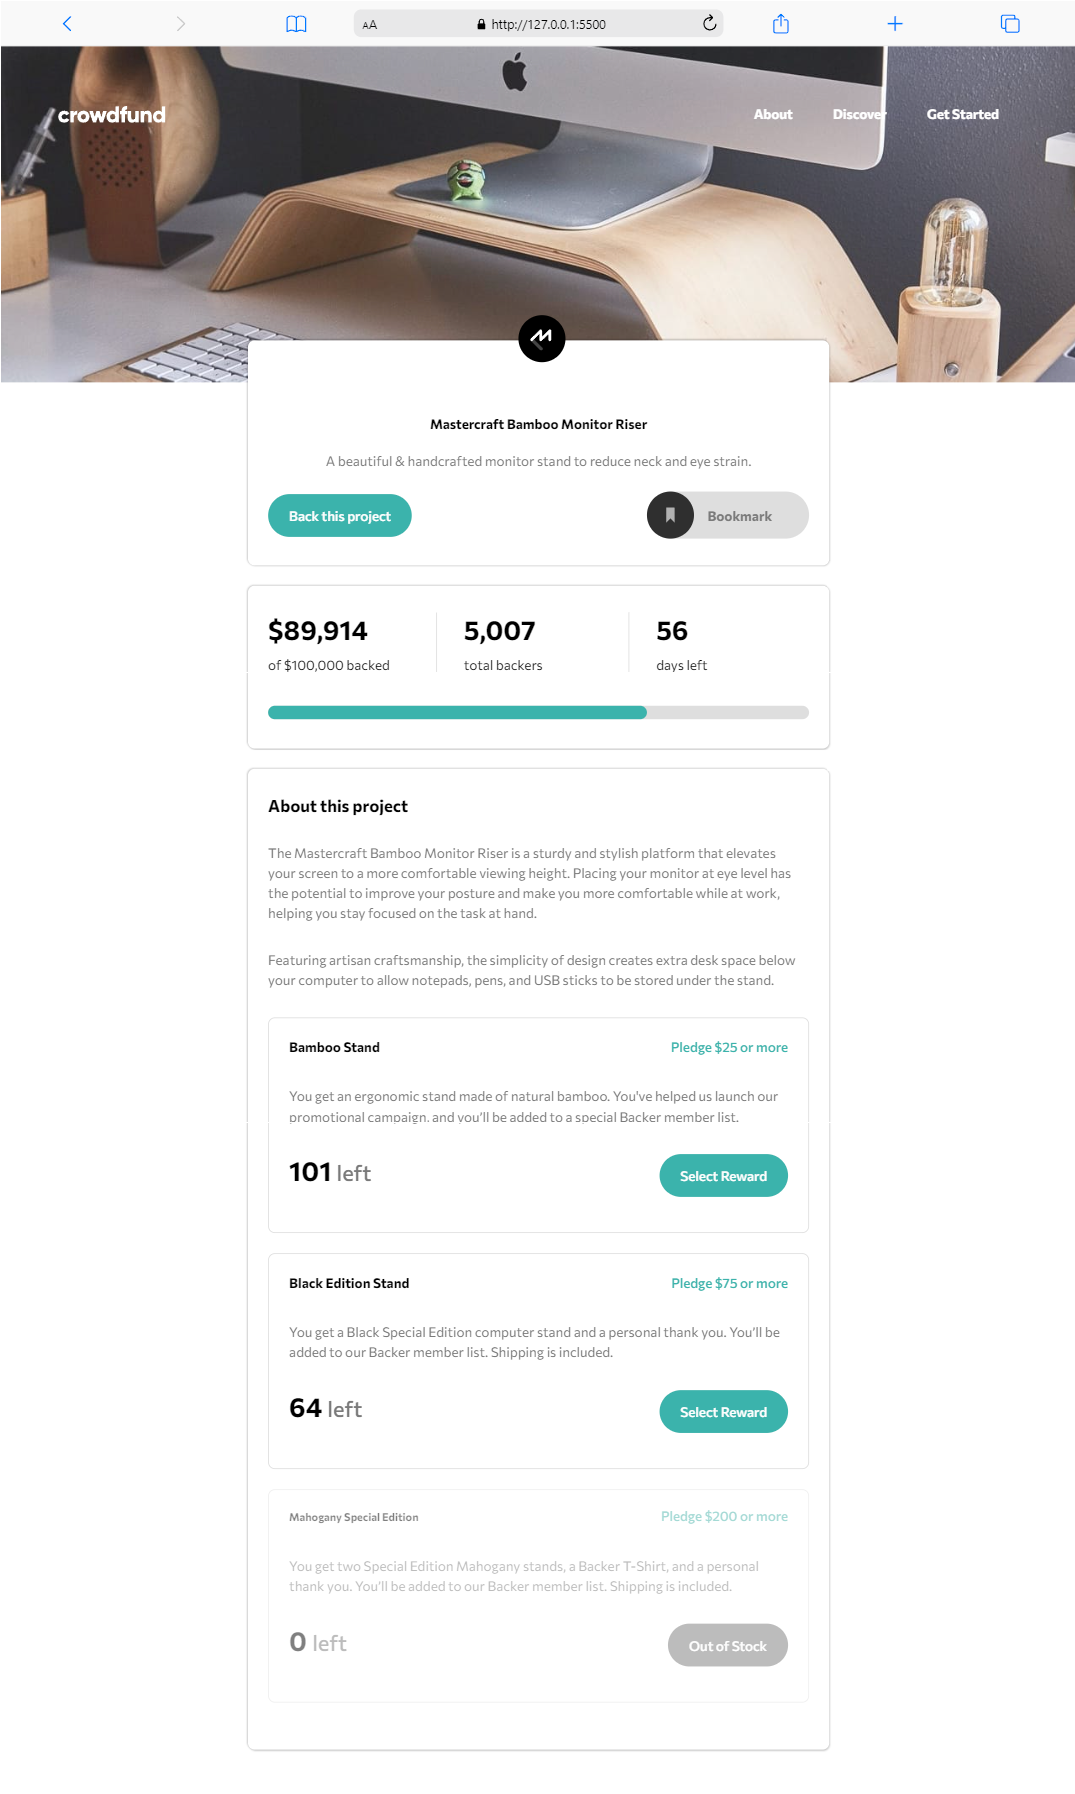 AA
http://127.0.0.1:5500
crowdfund
About
Discover
Get Started
Mastercraft Bamboo Monitor Riser
A beautiful & handcrafted monitor stand to reduce neck and eye strain.
Back this project
Bookmark
$89,914
of $100,000 backed
5,007
total backers
56
days left
About this project
The Mastercraft Bamboo Monitor Riser is a sturdy and stylish platform that elevates
your screen to a more comfortable viewing height. Placing your monitor at eye level has
the potential to improve your posture and make you more comfortable while at work,
helping you stay focused on the task at hand.
Featuring artisan craftsmanship, the simplicity of design creates extra desk space below
your computer to allow notepads, pens, and USB sticks to be stored under the stand.
Bamboo Stand
Pledge $25 or more
You get an ergonomic stand made of natural bamboo. You've helped us launch our
promotional campaign, and you'll be added to a special Backer member list.
101 left
Select Reward
Black Edition Stand
Pledge $75 or more
You get a Black Special Edition computer stand and a personal thank you. You'll be
added to our Backer member list. Shipping is included.
64 left
Select Reward
Mahogany Special Edition
Pledge $200 or more
You get two Special Edition Mahogany stands, a Backer T-Shirt, and a personal
thank you. You'll be added to our Backer member list. Shipping is included.
0 left
Out of Stock